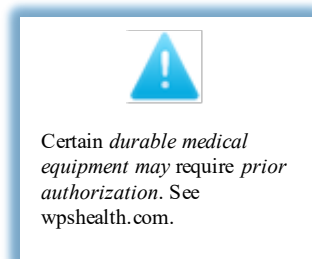 Certain durable medical
equipment may require prior
authorization. See
wpshealth.com.